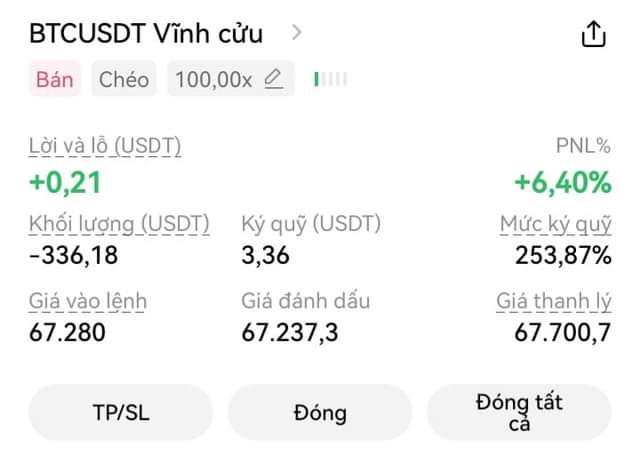 BTCUSDT Vĩnh cửu
Bán Chéo 100,00x
Lời và lỗ (USDT) PNL%
+0,21 +6,40%
Khối lượng (USDT) Ký quỹ (USDT) Mức ký quỹ
-336,18 3,36 253,87%
Giá vào lệnh Giá đánh dấu Giá thanh lý
67.280 67.237,3 67.700,7
TP/SL Đóng Đóng tất
cả